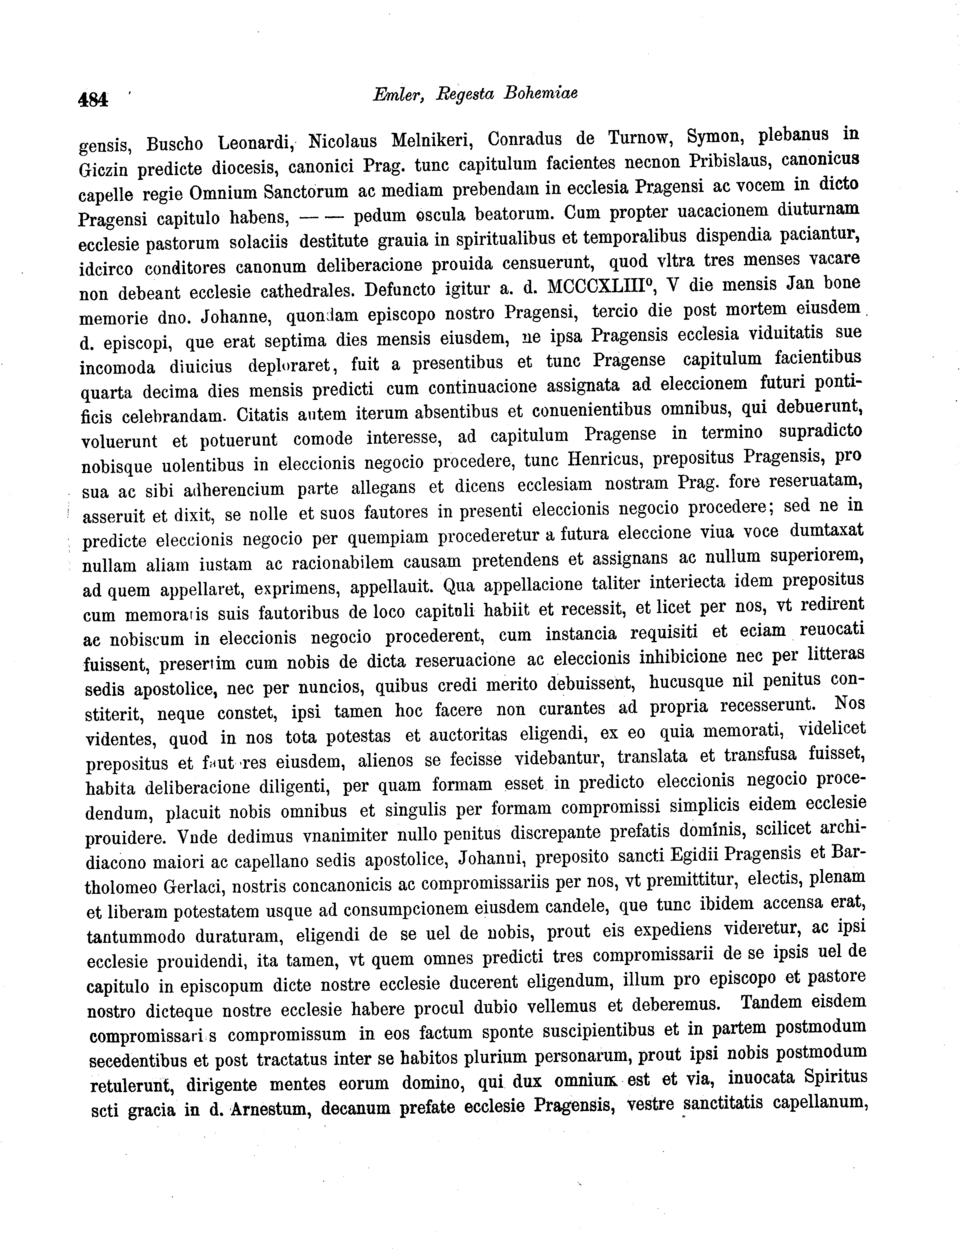 484
Emler, Regesta Bohemiae
gensis, Buscho Leonardi, Nicolaus Melnikeri, Conradus de Turnow, Symon, plebanus in
Giczin predicte diocesis, canonici Prag. tunc capitulum facientes necnon Pribislaus, canonicus
capelle regie Omnium Sanctorum ac mediam prebendam in ecclesia Pragensi ac vocem in dicto
Pragensi capitulo habens, — — pedum oscula beatorum. Cum propter uacacionem diuturnam
ecclesie pastorum solaciis destitute grauia in spiritualibus et temporalibus dispendia paciantur,
idcirco conditores canonum deliberacione prouida censuerunt, quod vltra tres menses vacare
non debeant ecclesie cathedrales. Defuncto igitur a. d. MCCCXLIII⁰, V die mensis Jan bone
memorie dno. Johanne, quondam episcopo nostro Pragensi, tercio die post mortem eiusdem
d. episcopi, que erat septima dies mensis eiusdem, ne ipsa Pragensis ecclesia viduitatis sue
incomoda diuicius deploraret, fuit a presentibus et tunc Pragense capitulum facientibus
quarta decima dies mensis predicti cum continuacione assignata ad eleccionem futuri ponti-
ficis celebrandam. Citatis autem iterum absentibus et conuenientibus omnibus, qui debuerunt,
voluerunt et potuerunt comode interesse, ad capitulum Pragense in termino supradicto
nobisque uolentibus in eleccionis negocio procedere, tunc Henricus, prepositus Pragensis, pro
sua ac sibi adherencium parte allegans et dicens ecclesiam nostram Prag. fore reseruatam,
asseruit et dixit, se nolle et suos fautores in presenti eleccionis negocio procedere; sed ne in
predicte eleccionis negocio per quempiam procederetur a futura eleccione viua voce dumtaxat
nullam aliam iustam ac racionabilem causam pretendens et assignans ac nullum superiorem,
ad quem appellaret, exprimens, appellauit. Qua appellacione taliter interiecta idem prepositus
cum memoratis suis fautoribus de loco capituli habiit et recessit, et licet per nos, vt redirent
ac nobiscum in eleccionis negocio procederent, cum instancia requisiti et eciam reuocati
fuissent, presertim cum nobis de dicta reseruacione ac eleccionis inhibicione nec per litteras
sedis apostolice, nec per nuncios, quibus credi merito debuissent, hucusque nil penitus con-
stiterit, neque constet, ipsi tamen hoc facere non curantes ad propria recesserunt. Nos
videntes, quod in nos tota potestas et auctoritas eligendi, ex eo quia memorati, videlicet
prepositus et fautores eiusdem, alienos se fecisse videbantur, translata et transfusa fuisset,
habita deliberacione diligenti, per quam formam esset in predicto eleccionis negocio proce-
dendum, placuit nobis omnibus et singulis per formam compromissi simplicis eidem ecclesie
prouidere. Vnde dedimus vnanimiter nullo penitus discrepante prefatis dominis, scilicet archi-
diacono maiori ac capellano sedis apostolice, Johanni, preposito sancti Egidii Pragensis et Bar-
tholomeo Gerlaci, nostris concanonicis ac compromissariis per nos, vt premittitur, electis, plenam
et liberam potestatem usque ad consumpcionem eiusdem candele, que tunc ibidem accensa erat,
tantummodo duraturam, eligendi de se uel de nobis, prout eis expediens videretur, ac ipsi
ecclesie prouidendi, ita tamen, vt quem omnes predicti tres compromissarii de se ipsis uel de
capitulo in episcopum dicte nostre ecclesie ducerent eligendum, illum pro episcopo et pastore
nostro dicteque nostre ecclesie habere procul dubio vellemus et deberemus. Tandem eisdem
compromissariis compromissum in eos factum sponte suscipientibus et in partem postmodum
secedentibus et post tractatus inter se habitos plurium personarum, prout ipsi nobis postmodum
retulerunt, dirigente mentes eorum domino, qui dux omnium est et via, inuocata Spiritus
scti gracia in d. Arnestum, decanum prefate ecclesie Pragensis, vestre sanctitatis capellanum,